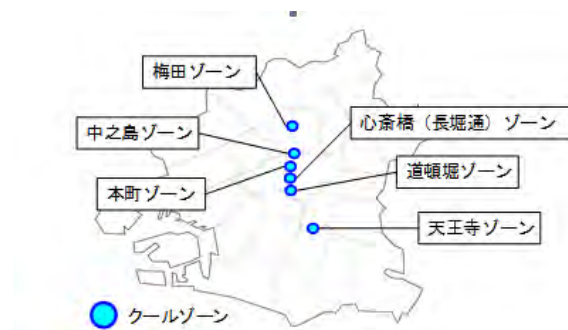 梅田ゾーン
中之島ゾーン
心斎橋（長堀通）ゾーン
本町ゾーン
道頓堀ゾーン
天王寺ゾーン
クールゾーン